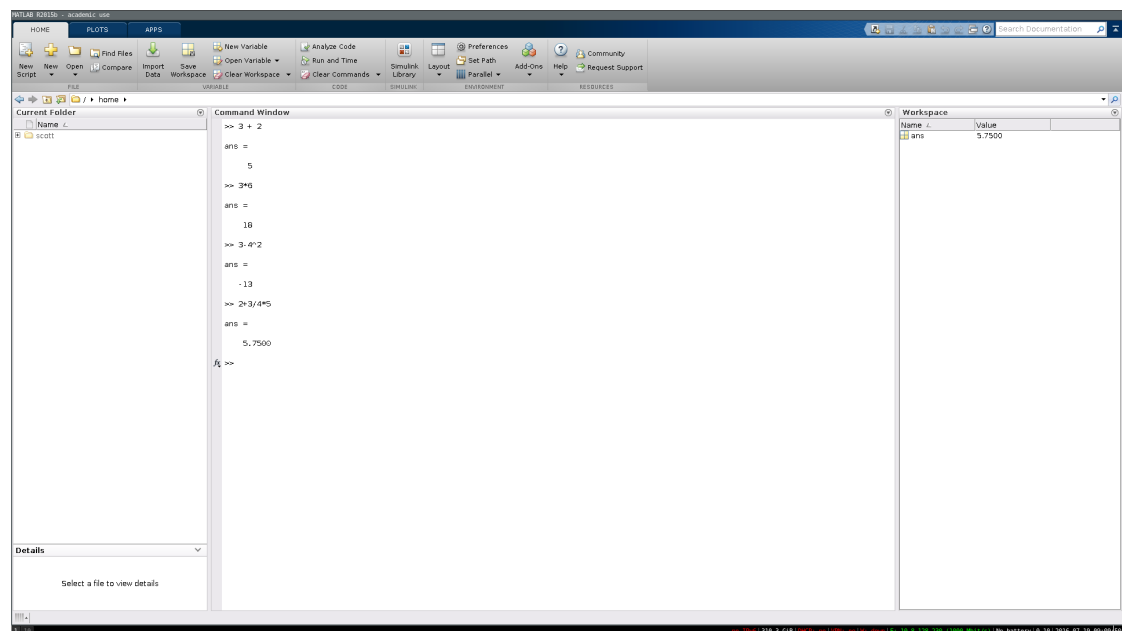 MATLAB R2015b - academic use
HOME PLOTS APPS
Search Documentation
New Script
New
Open
Find Files
Compare
Import Data
Save Workspace
New Variable
Open Variable
Clear Workspace
Analyze Code
Run and Time
Clear Commands
Simulink Library
Layout
Preferences
Set Path
Parallel
Add-Ons
Help
Community
Request Support
FILE VARIABLE CODE SIMULINK ENVIRONMENT RESOURCES
/ home
Current Folder
Name
scott
Command Window
>> 3 + 2
ans =
5
>> 3*6
ans =
18
>> 3-4^2
ans =
-13
>> 2+3/4*5
ans =
5.7500
fx >>
Workspace
Name Value
ans 5.7500
Details
Select a file to view details
No battery